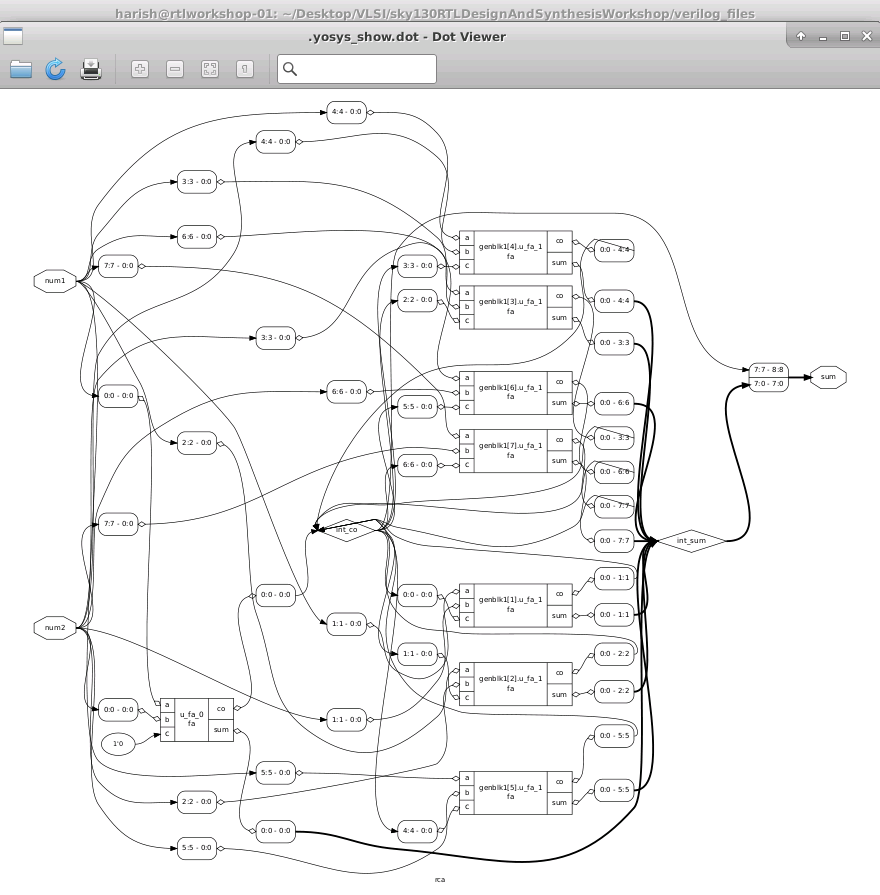 harish@rtlworkshop-01: ~/Desktop/VLSI/sky130RTLDesignAndSynthesisWorkshop/verilog_files
.yosys_show.dot - Dot Viewer
4:4 - 0:0
4:4 - 0:0
3:3 - 0:0
6:6 - 0:0
7:7 - 0:0
num1
3:3 - 0:0
2:2 - 0:0
a
b
c
genblk1[4].u_fa_1
fa
co
sum
0:0 - 4:4
a
b
c
genblk1[3].u_fa_1
fa
co
sum
0:0 - 4:4
3:3 - 0:0
0:0 - 3:3
7:7 - 8:8
7:0 - 7:0
sum
0:0 - 0:0
6:6 - 0:0
5:5 - 0:0
a
b
c
genblk1[6].u_fa_1
fa
co
sum
0:0 - 6:6
2:2 - 0:0
6:6 - 0:0
a
b
c
genblk1[7].u_fa_1
fa
co
sum
0:0 - 3:3
0:0 - 6:6
0:0 - 7:7
7:7 - 0:0
int_co
0:0 - 7:7
int_sum
0:0 - 0:0
0:0 - 0:0
a
b
c
genblk1[1].u_fa_1
fa
co
sum
0:0 - 1:1
0:0 - 1:1
num2
1:1 - 0:0
1:1 - 0:0
a
b
c
genblk1[2].u_fa_1
fa
co
sum
0:0 - 2:2
0:0 - 2:2
0:0 - 0:0
1'0
a
b
c
u_fa_0
fa
co
sum
1:1 - 0:0
0:0 - 5:5
5:5 - 0:0
2:2 - 0:0
a
b
c
genblk1[5].u_fa_1
fa
co
sum
0:0 - 5:5
0:0 - 0:0
4:4 - 0:0
5:5 - 0:0
rca